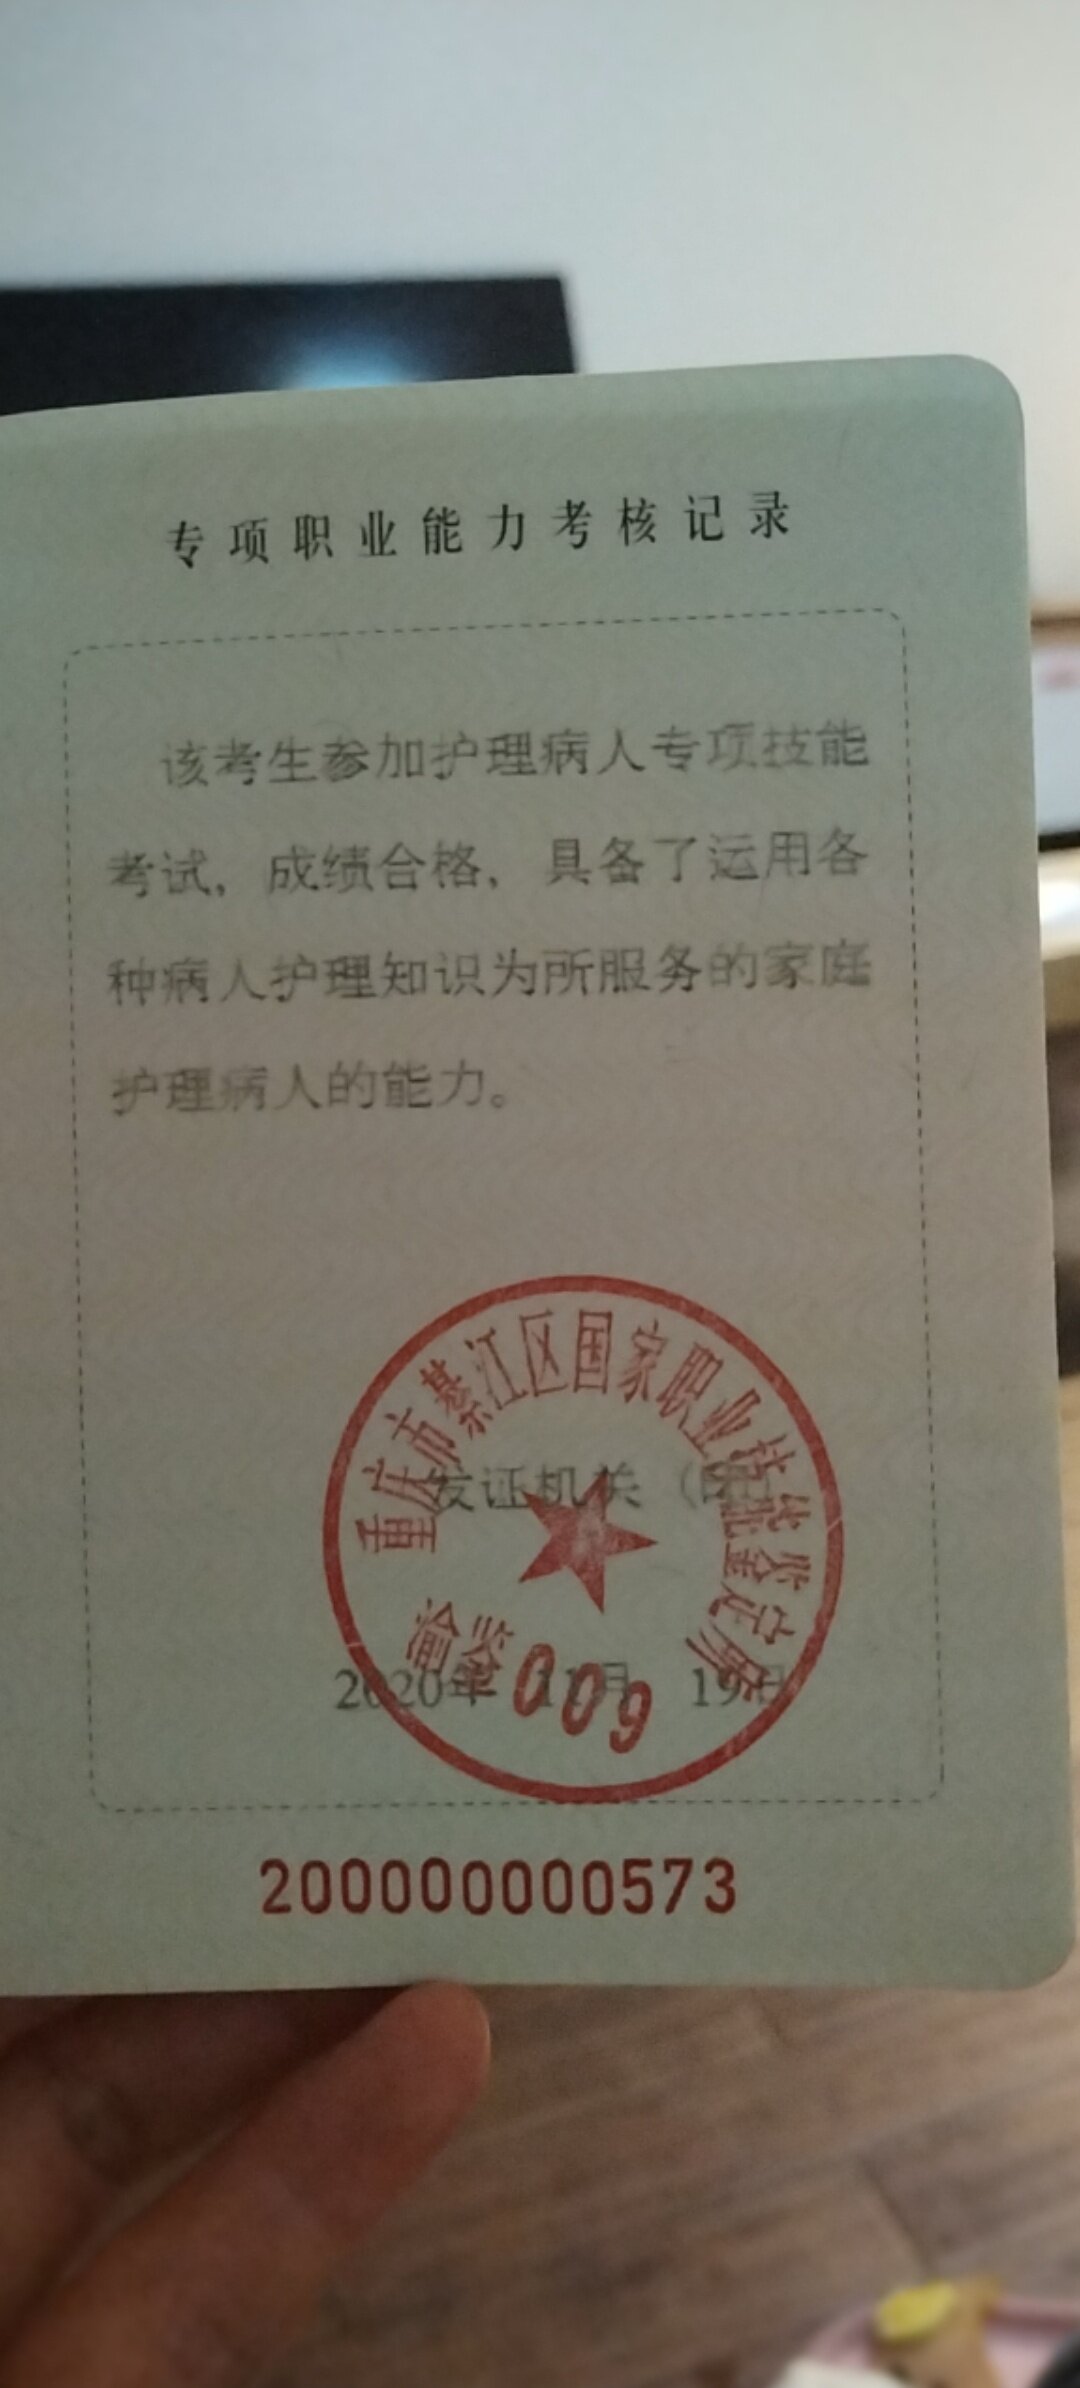 专项职业能力考核记录
该考生参加护理病人专项技能
考试，成绩合格，具备了运用各
种病人护理知识为所服务的家庭
护理病人的能力。
重庆市綦江区国家职业技能鉴定所
发证机关（印）
渝鉴009
2020年 11月 19日
200000000573